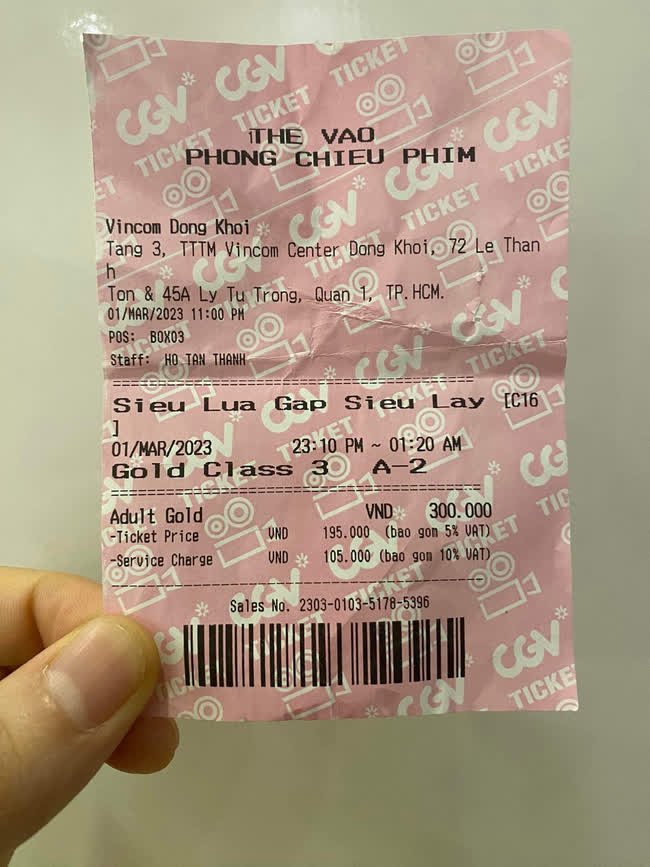 THE VAO
PHONG CHIEU PHIM
Vincom Dong Khoi
Tang 3, TTTM Vincom Center Dong Khoi, 72 Le Than
h
Ton & 45A Ly Tu Trong, Quan 1, TP.HCM.
01/MAR/2023 11:00 PM
POS: BOX03
Staff: HO TAN THANH
Sieu Lua Gap Sieu Lay [C16
]
01/MAR/2023 23:10 PM ~ 01:20 AM
Gold Class 3 A-2
Adult Gold VND 300.000
-Ticket Price VND 195.000 (bao gom 5% VAT)
-Service Charge VND 105.000 (bao gom 10% VAT)
Sales No. 2303-0103-5178-5396
CGV TICKET